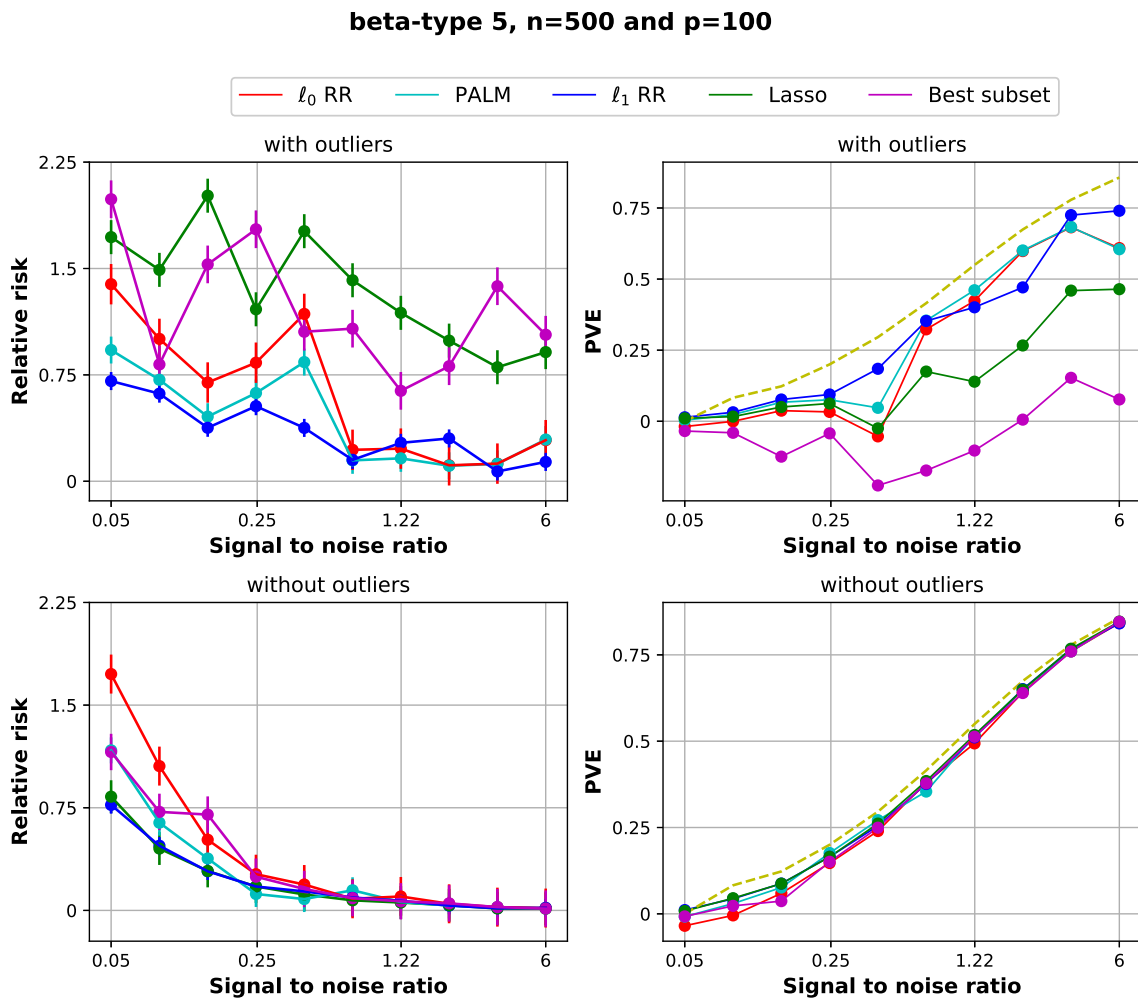 beta-type 5, n=500 and p=100
ℓ₀ RR PALM ℓ₁ RR Lasso Best subset
with outliers
2.25
1.5
0.75
0
Relative risk
0.05 0.25 1.22 6
Signal to noise ratio
with outliers
0.75
0.5
0.25
0
PVE
0.05 0.25 1.22 6
Signal to noise ratio
without outliers
2.25
1.5
0.75
0
Relative risk
0.05 0.25 1.22 6
Signal to noise ratio
without outliers
0.75
0.5
0.25
0
PVE
0.05 0.25 1.22 6
Signal to noise ratio